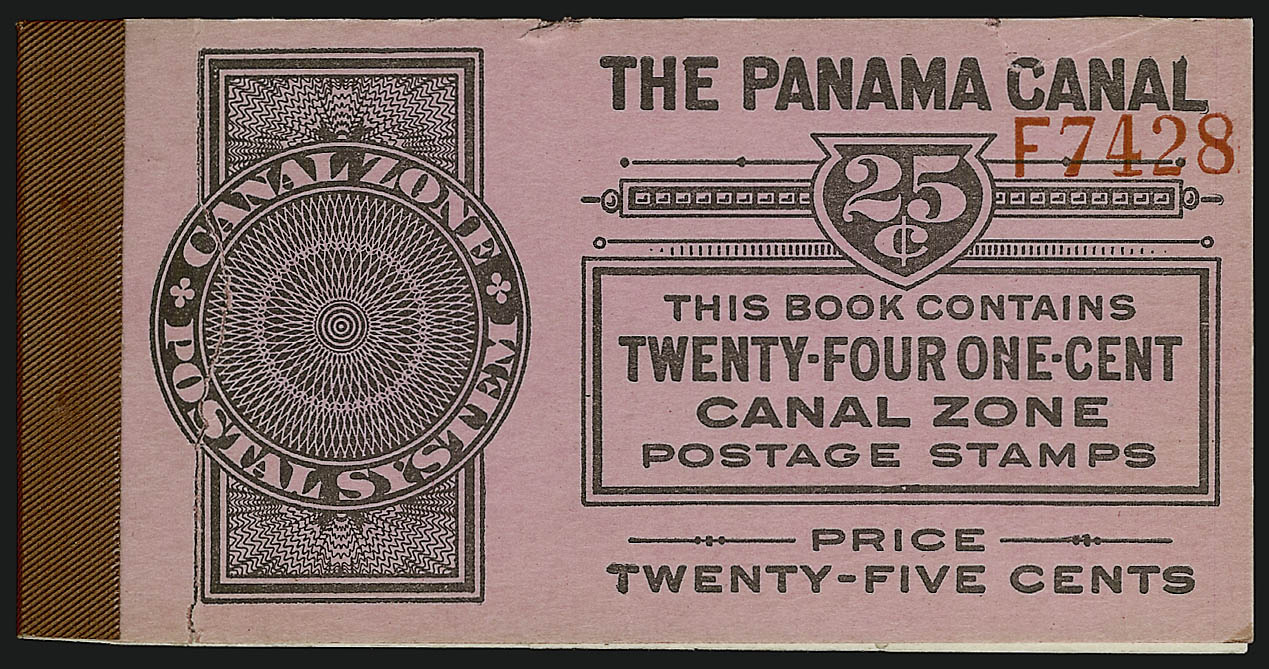 CANAL ZONE
POSTAL SYSTEM
THE PANAMA CANAL
F7428
25
¢
THIS BOOK CONTAINS
TWENTY-FOUR ONE-CENT
CANAL ZONE
POSTAGE STAMPS
PRICE
TWENTY-FIVE CENTS